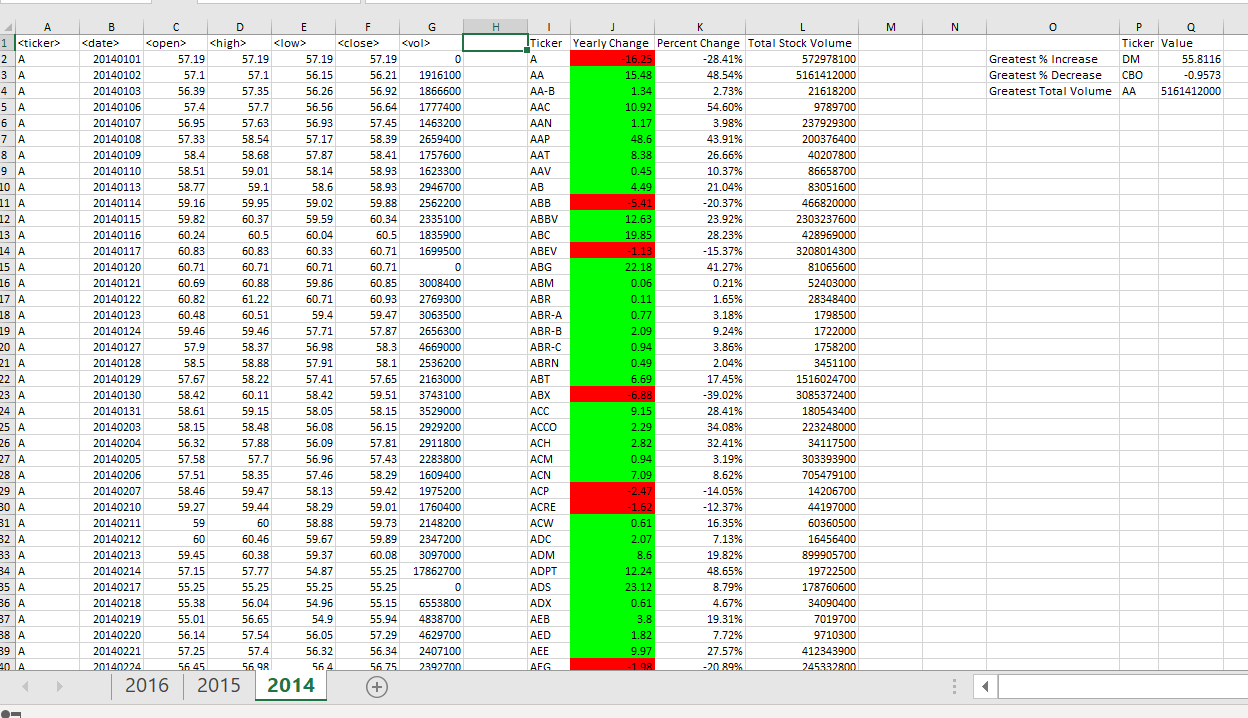 A B C D E F G H I J K L M N O P Q
1 <ticker> <date> <open> <high> <low> <close> <vol> Ticker Yearly Change Percent Change Total Stock Volume Ticker Value
2 A 20140101 57.19 57.19 57.19 57.19 0 A -16.25 -28.41% 572978100 Greatest % Increase DM 55.8116
3 A 20140102 57.1 57.1 56.15 56.21 1916100 AA 15.48 48.54% 5161412000 Greatest % Decrease CBO -0.9573
4 A 20140103 56.39 57.35 56.26 56.92 1866600 AA-B 1.34 2.73% 21618200 Greatest Total Volume AA 5161412000
5 A 20140106 57.4 57.7 56.56 56.64 1777400 AAC 10.92 54.60% 9789700
6 A 20140107 56.95 57.63 56.93 57.45 1463200 AAN 1.17 3.98% 237929300
7 A 20140108 57.33 58.54 57.17 58.39 2659400 AAP 48.6 43.91% 200376400
8 A 20140109 58.4 58.68 57.87 58.41 1757600 AAT 8.38 26.66% 40207800
9 A 20140110 58.51 59.01 58.14 58.93 1623300 AAV 0.45 10.37% 86658700
10 A 20140113 58.77 59.1 58.6 58.93 2946700 AB 4.49 21.04% 83051600
11 A 20140114 59.16 59.95 59.02 59.88 2562200 ABB -5.41 -20.37% 466820000
12 A 20140115 59.82 60.37 59.59 60.34 2335100 ABBV 12.63 23.92% 2303237600
13 A 20140116 60.24 60.5 60.04 60.5 1835900 ABC 19.85 28.23% 428969000
14 A 20140117 60.83 60.83 60.33 60.71 1699500 ABEV -1.13 -15.37% 3208014300
15 A 20140120 60.71 60.71 60.71 60.71 0 ABG 22.18 41.27% 81065600
16 A 20140121 60.69 60.88 59.86 60.85 3008400 ABM 0.06 0.21% 52403000
17 A 20140122 60.82 61.22 60.71 60.93 2769300 ABR 0.11 1.65% 28348400
18 A 20140123 60.48 60.51 59.4 59.47 3063500 ABR-A 0.77 3.18% 1798500
19 A 20140124 59.46 59.46 57.71 57.87 2656300 ABR-B 2.09 9.24% 1722000
20 A 20140127 57.9 58.37 56.98 58.3 4669000 ABR-C 0.94 3.86% 1758200
21 A 20140128 58.5 58.88 57.91 58.1 2536200 ABRN 0.49 2.04% 3451100
22 A 20140129 57.67 58.22 57.41 57.65 2163000 ABT 6.69 17.45% 1516024700
23 A 20140130 58.42 60.11 58.42 59.51 3743100 ABX -6.88 -39.02% 3085372400
24 A 20140131 58.61 59.15 58.05 58.15 3529000 ACC 9.15 28.41% 180543400
25 A 20140203 58.15 58.48 56.08 56.15 2929200 ACCO 2.29 34.08% 223248000
26 A 20140204 56.32 57.88 56.09 57.81 2911800 ACH 2.82 32.41% 34117500
27 A 20140205 57.58 57.7 56.96 57.43 2283800 ACM 0.94 3.19% 303393900
28 A 20140206 57.51 58.35 57.46 58.29 1609400 ACN 7.09 8.62% 705479100
29 A 20140207 58.46 59.47 58.13 59.42 1975200 ACP -2.47 -14.05% 14206700
30 A 20140210 59.27 59.44 58.29 59.01 1760400 ACRE -1.62 -12.37% 44197000
31 A 20140211 59 60 58.88 59.73 2148200 ACW 0.61 16.35% 60360500
32 A 20140212 60 60.46 59.67 59.89 2347200 ADC 2.07 7.13% 16456400
33 A 20140213 59.45 60.38 59.37 60.08 3097000 ADM 8.6 19.82% 899905700
34 A 20140214 57.15 57.77 54.87 55.25 17862700 ADPT 12.24 48.65% 19722500
35 A 20140217 55.25 55.25 55.25 55.25 0 ADS 23.12 8.79% 178760600
36 A 20140218 55.38 56.04 54.96 55.15 6553800 ADX 0.61 4.67% 34090400
37 A 20140219 55.01 56.65 54.9 55.94 4838700 AEB 3.8 19.31% 7019700
38 A 20140220 56.14 57.54 56.05 57.29 4629700 AED 1.82 7.72% 9710300
39 A 20140221 57.25 57.4 56.32 56.34 2407100 AEE 9.97 27.57% 412343900
40 A 20140224 56.45 56.98 56.4 56.75 2392700 AEG -1.98 -20.89% 245332800
2016 2015 2014